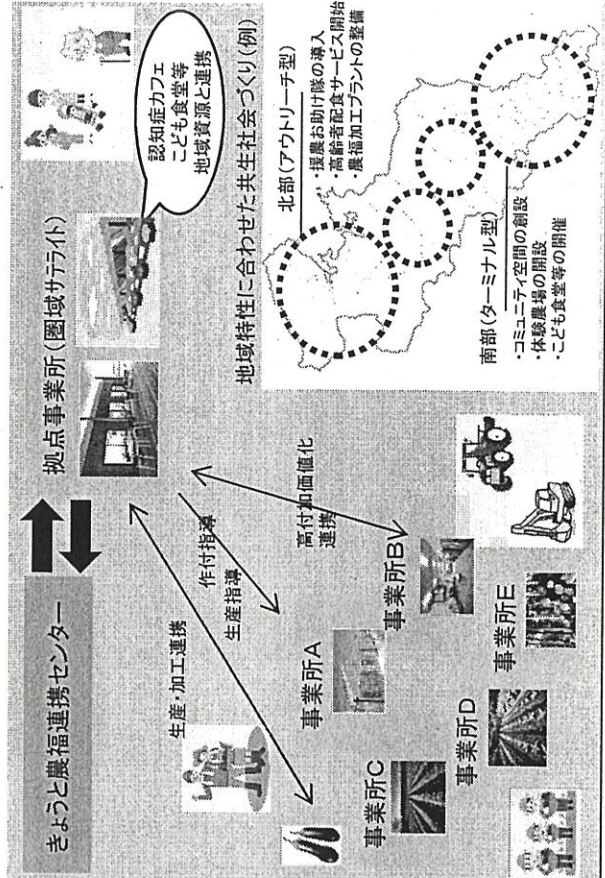 きょうと農福連携センター
拠点事業所(圏域サテライト)
認知症カフェ
こども食堂等
地域資源と連携
生産・加工連携
作付指導
生産指導
高付加価値化
連携
事業所A
事業所B
事業所C
事業所D
事業所E
地域特性に合わせた共生社会づくり(例)
北部(アウトリーチ型)
・援農お助け隊の導入
・高齢者配食サービス開始
・農福加工プラントの整備
南部(ターミナル型)
・コミュニティ空間の創設
・体験農場の開設
・こども食堂等の開催